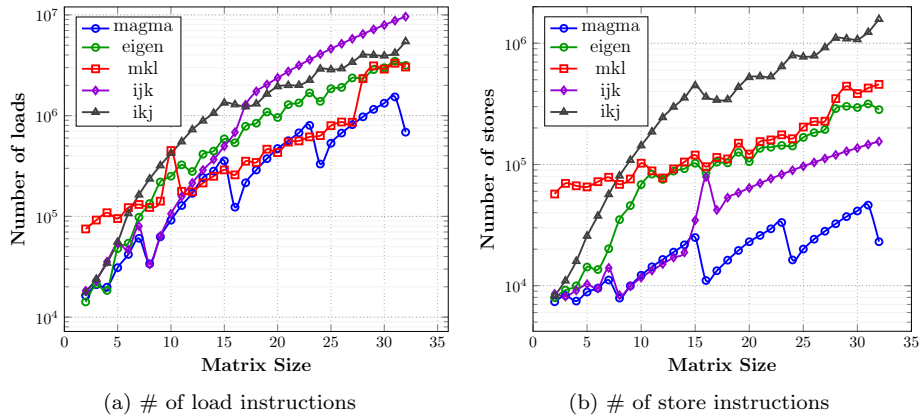 magma
eigen
mkl
ijk
ikj
Number of loads
10^7
10^6
10^5
10^4
0 5 10 15 20 25 30 35
Matrix Size
(a) # of load instructions
magma
eigen
mkl
ijk
ikj
Number of stores
10^6
10^5
10^4
0 5 10 15 20 25 30 35
Matrix Size
(b) # of store instructions